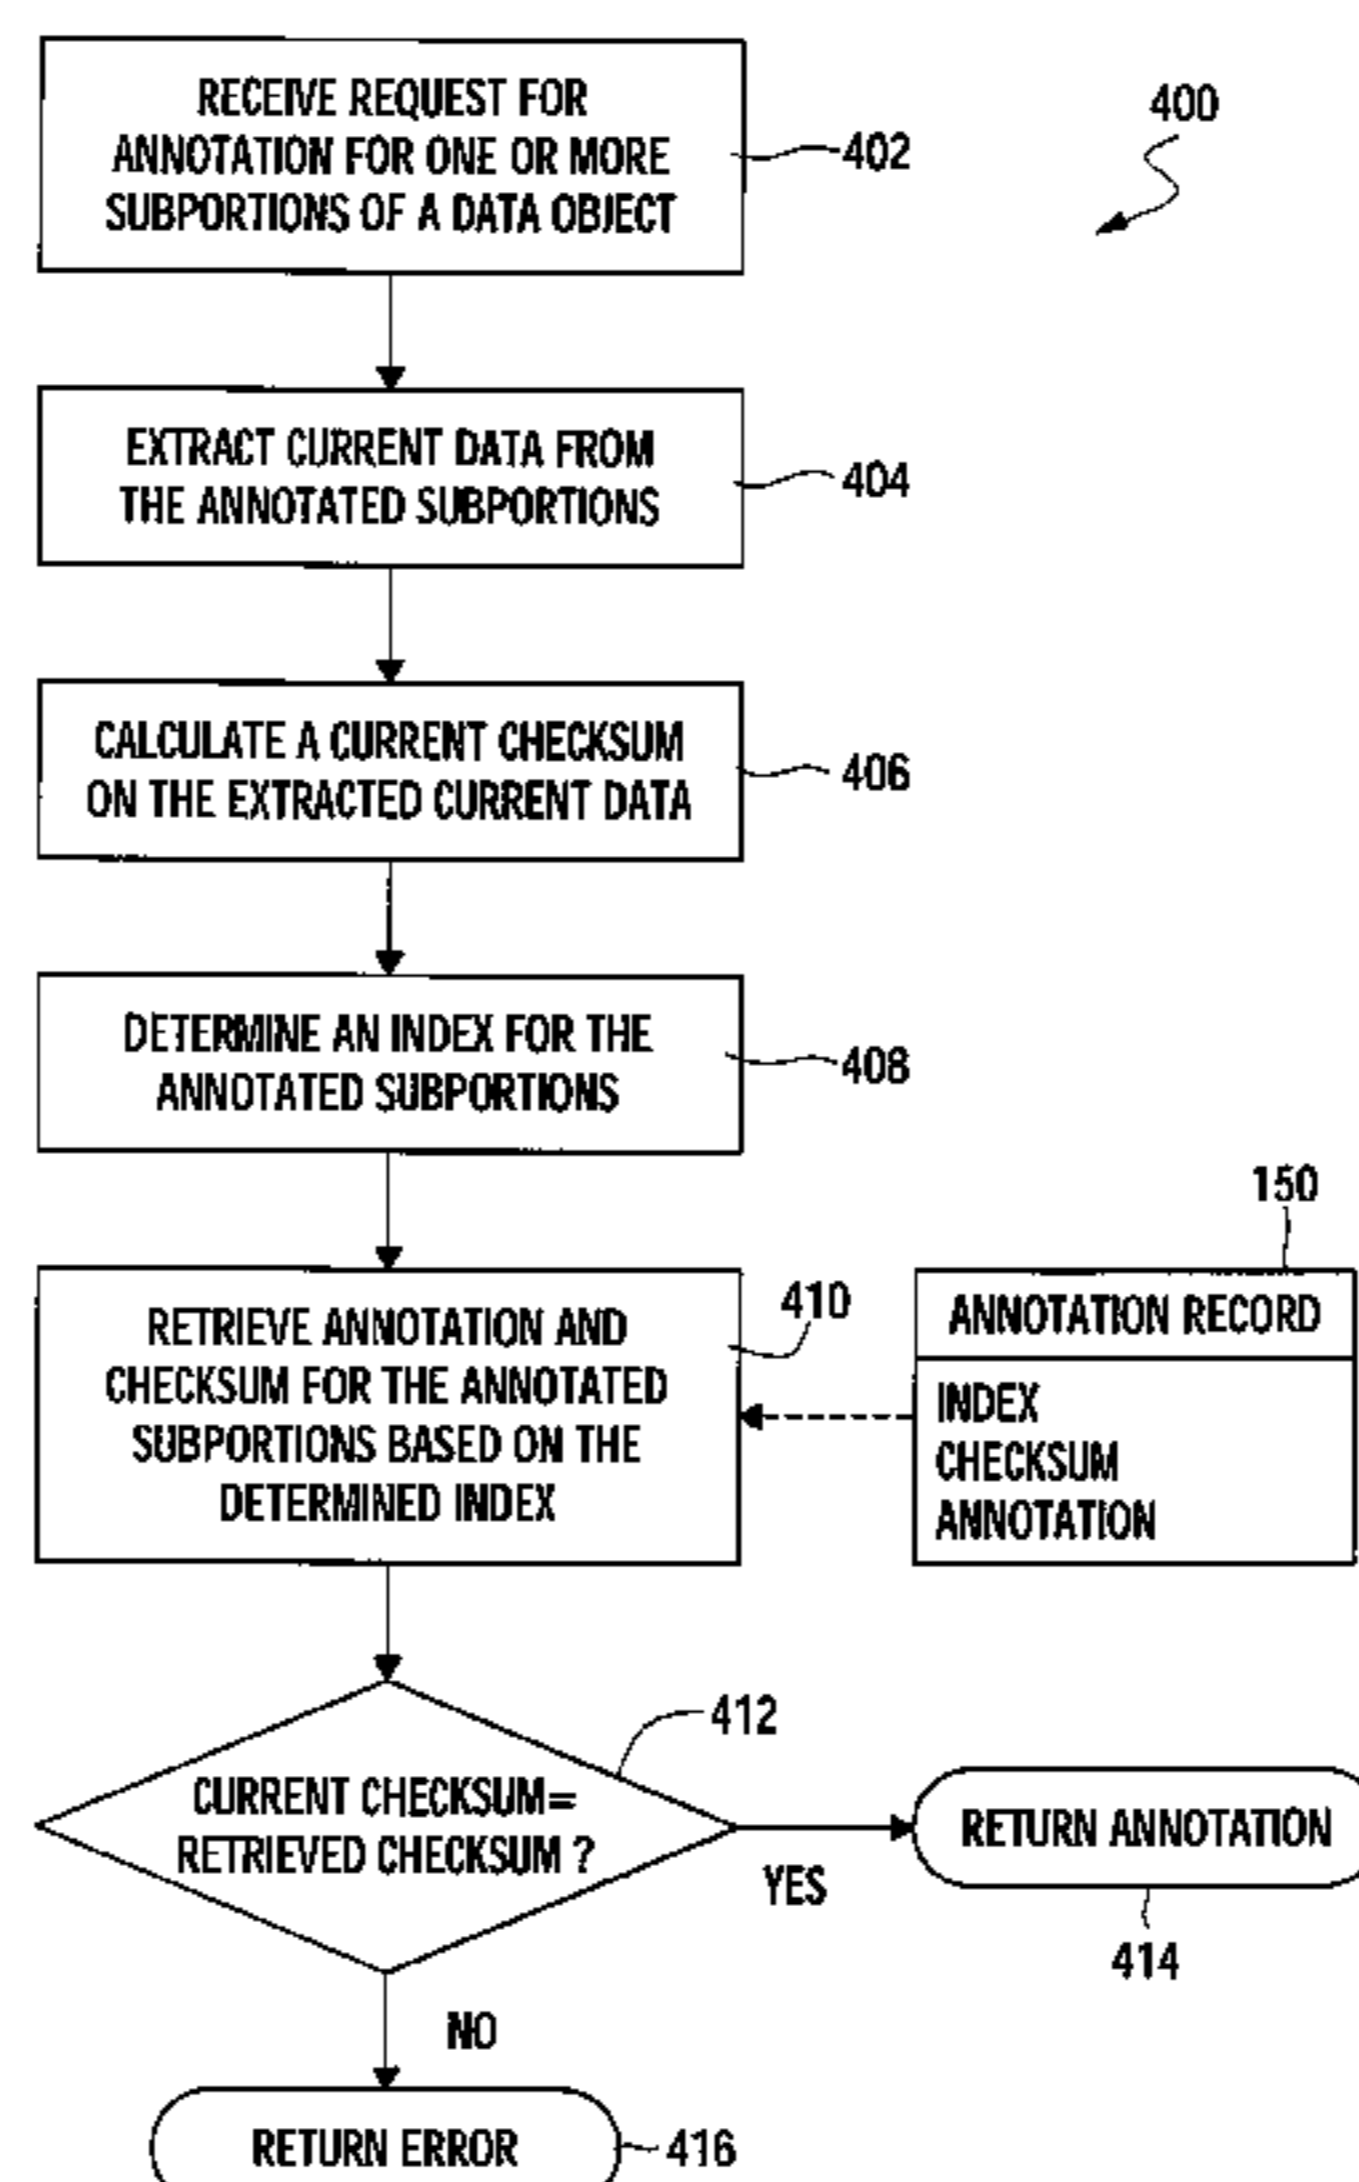 RECEIVE REQUEST FOR
ANNOTATION FOR ONE OR MORE
SUBPORTIONS OF A DATA OBJECT
402
400
EXTRACT CURRENT DATA FROM
THE ANNOTATED SUBPORTIONS
404
CALCULATE A CURRENT CHECKSUM
ON THE EXTRACTED CURRENT DATA
406
DETERMINE AN INDEX FOR THE
ANNOTATED SUBPORTIONS
408
RETRIEVE ANNOTATION AND
CHECKSUM FOR THE ANNOTATED
SUBPORTIONS BASED ON THE
DETERMINED INDEX
410
150
ANNOTATION RECORD
INDEX
CHECKSUM
ANNOTATION
CURRENT CHECKSUM=
RETRIEVED CHECKSUM ?
412
YES
RETURN ANNOTATION
414
NO
RETURN ERROR
416